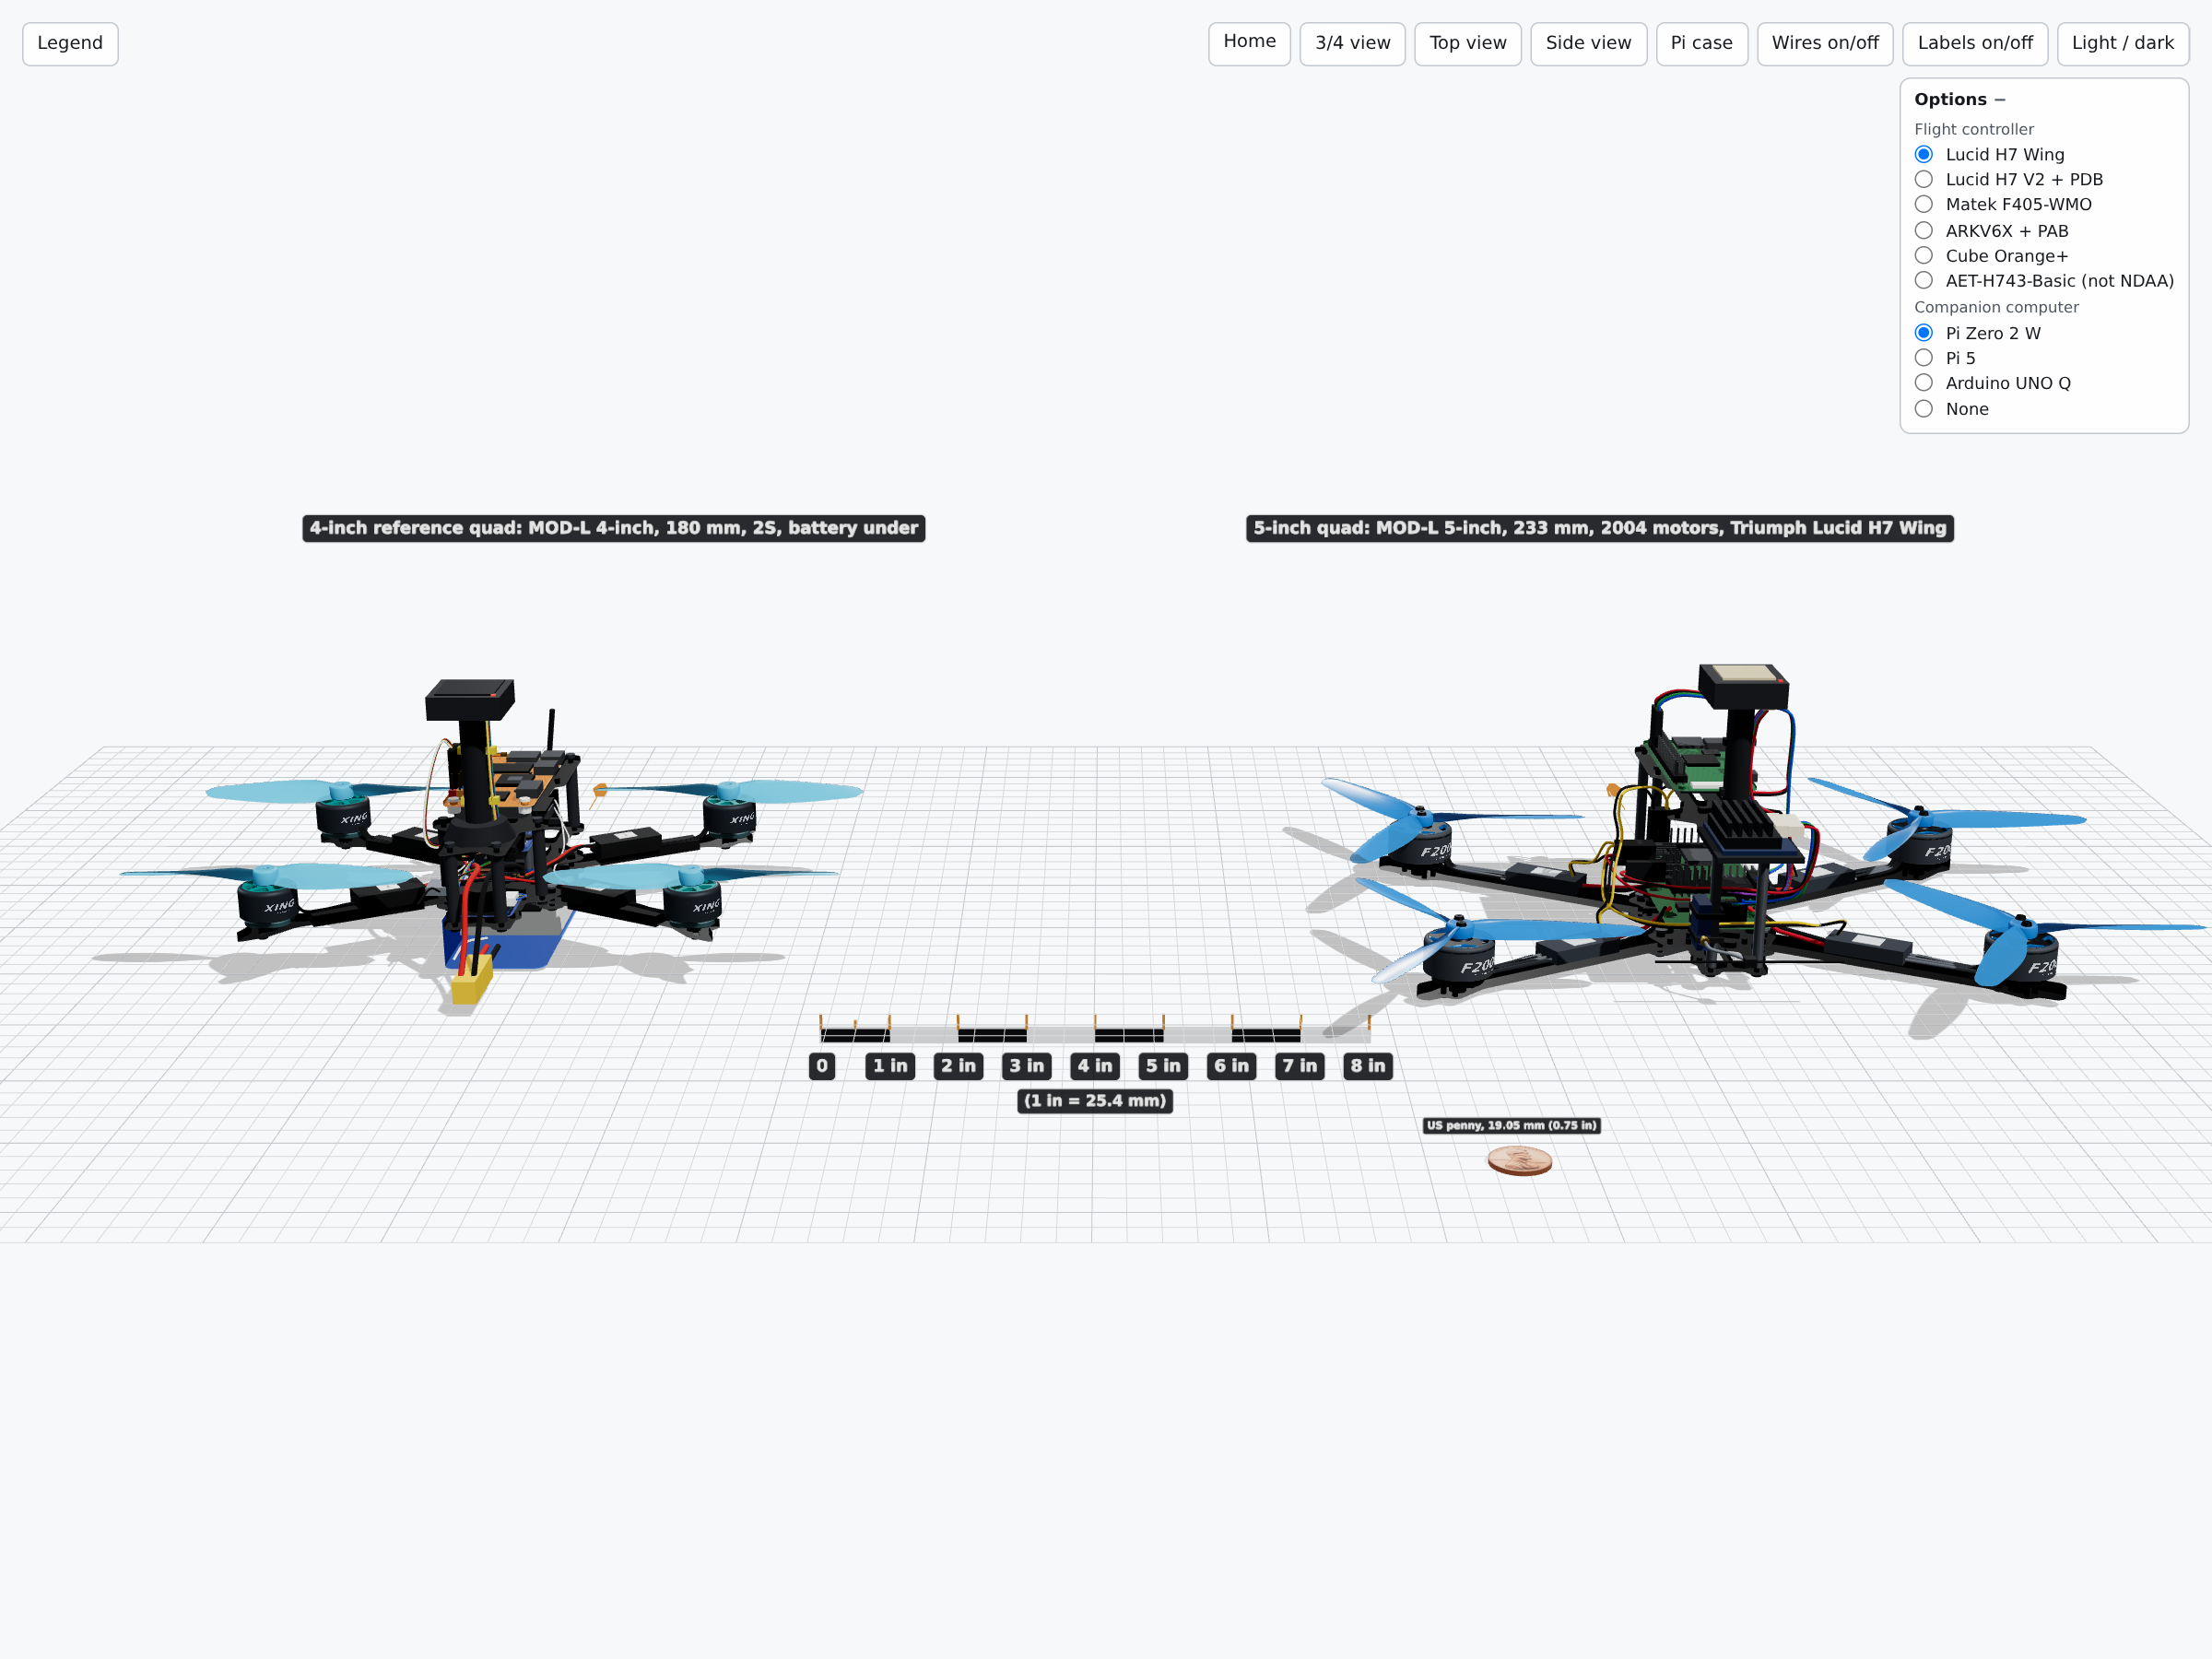 Legend
Home
3/4 view
Top view
Side view
Pi case
Wires on/off
Labels on/off
Light / dark
Options −
Flight controller
Lucid H7 Wing
Lucid H7 V2 + PDB
Matek F405-WMO
ARKV6X + PAB
Cube Orange+
AET-H743-Basic (not NDAA)
Companion computer
Pi Zero 2 W
Pi 5
Arduino UNO Q
None
4-inch reference quad: MOD-L 4-inch, 180 mm, 2S, battery under
5-inch quad: MOD-L 5-inch, 233 mm, 2004 motors, Triumph Lucid H7 Wing
XING
XING
XING
XING
F200
F20
F200
F20
0
1 in
2 in
3 in
4 in
5 in
6 in
7 in
8 in
(1 in = 25.4 mm)
US penny, 19.05 mm (0.75 in)